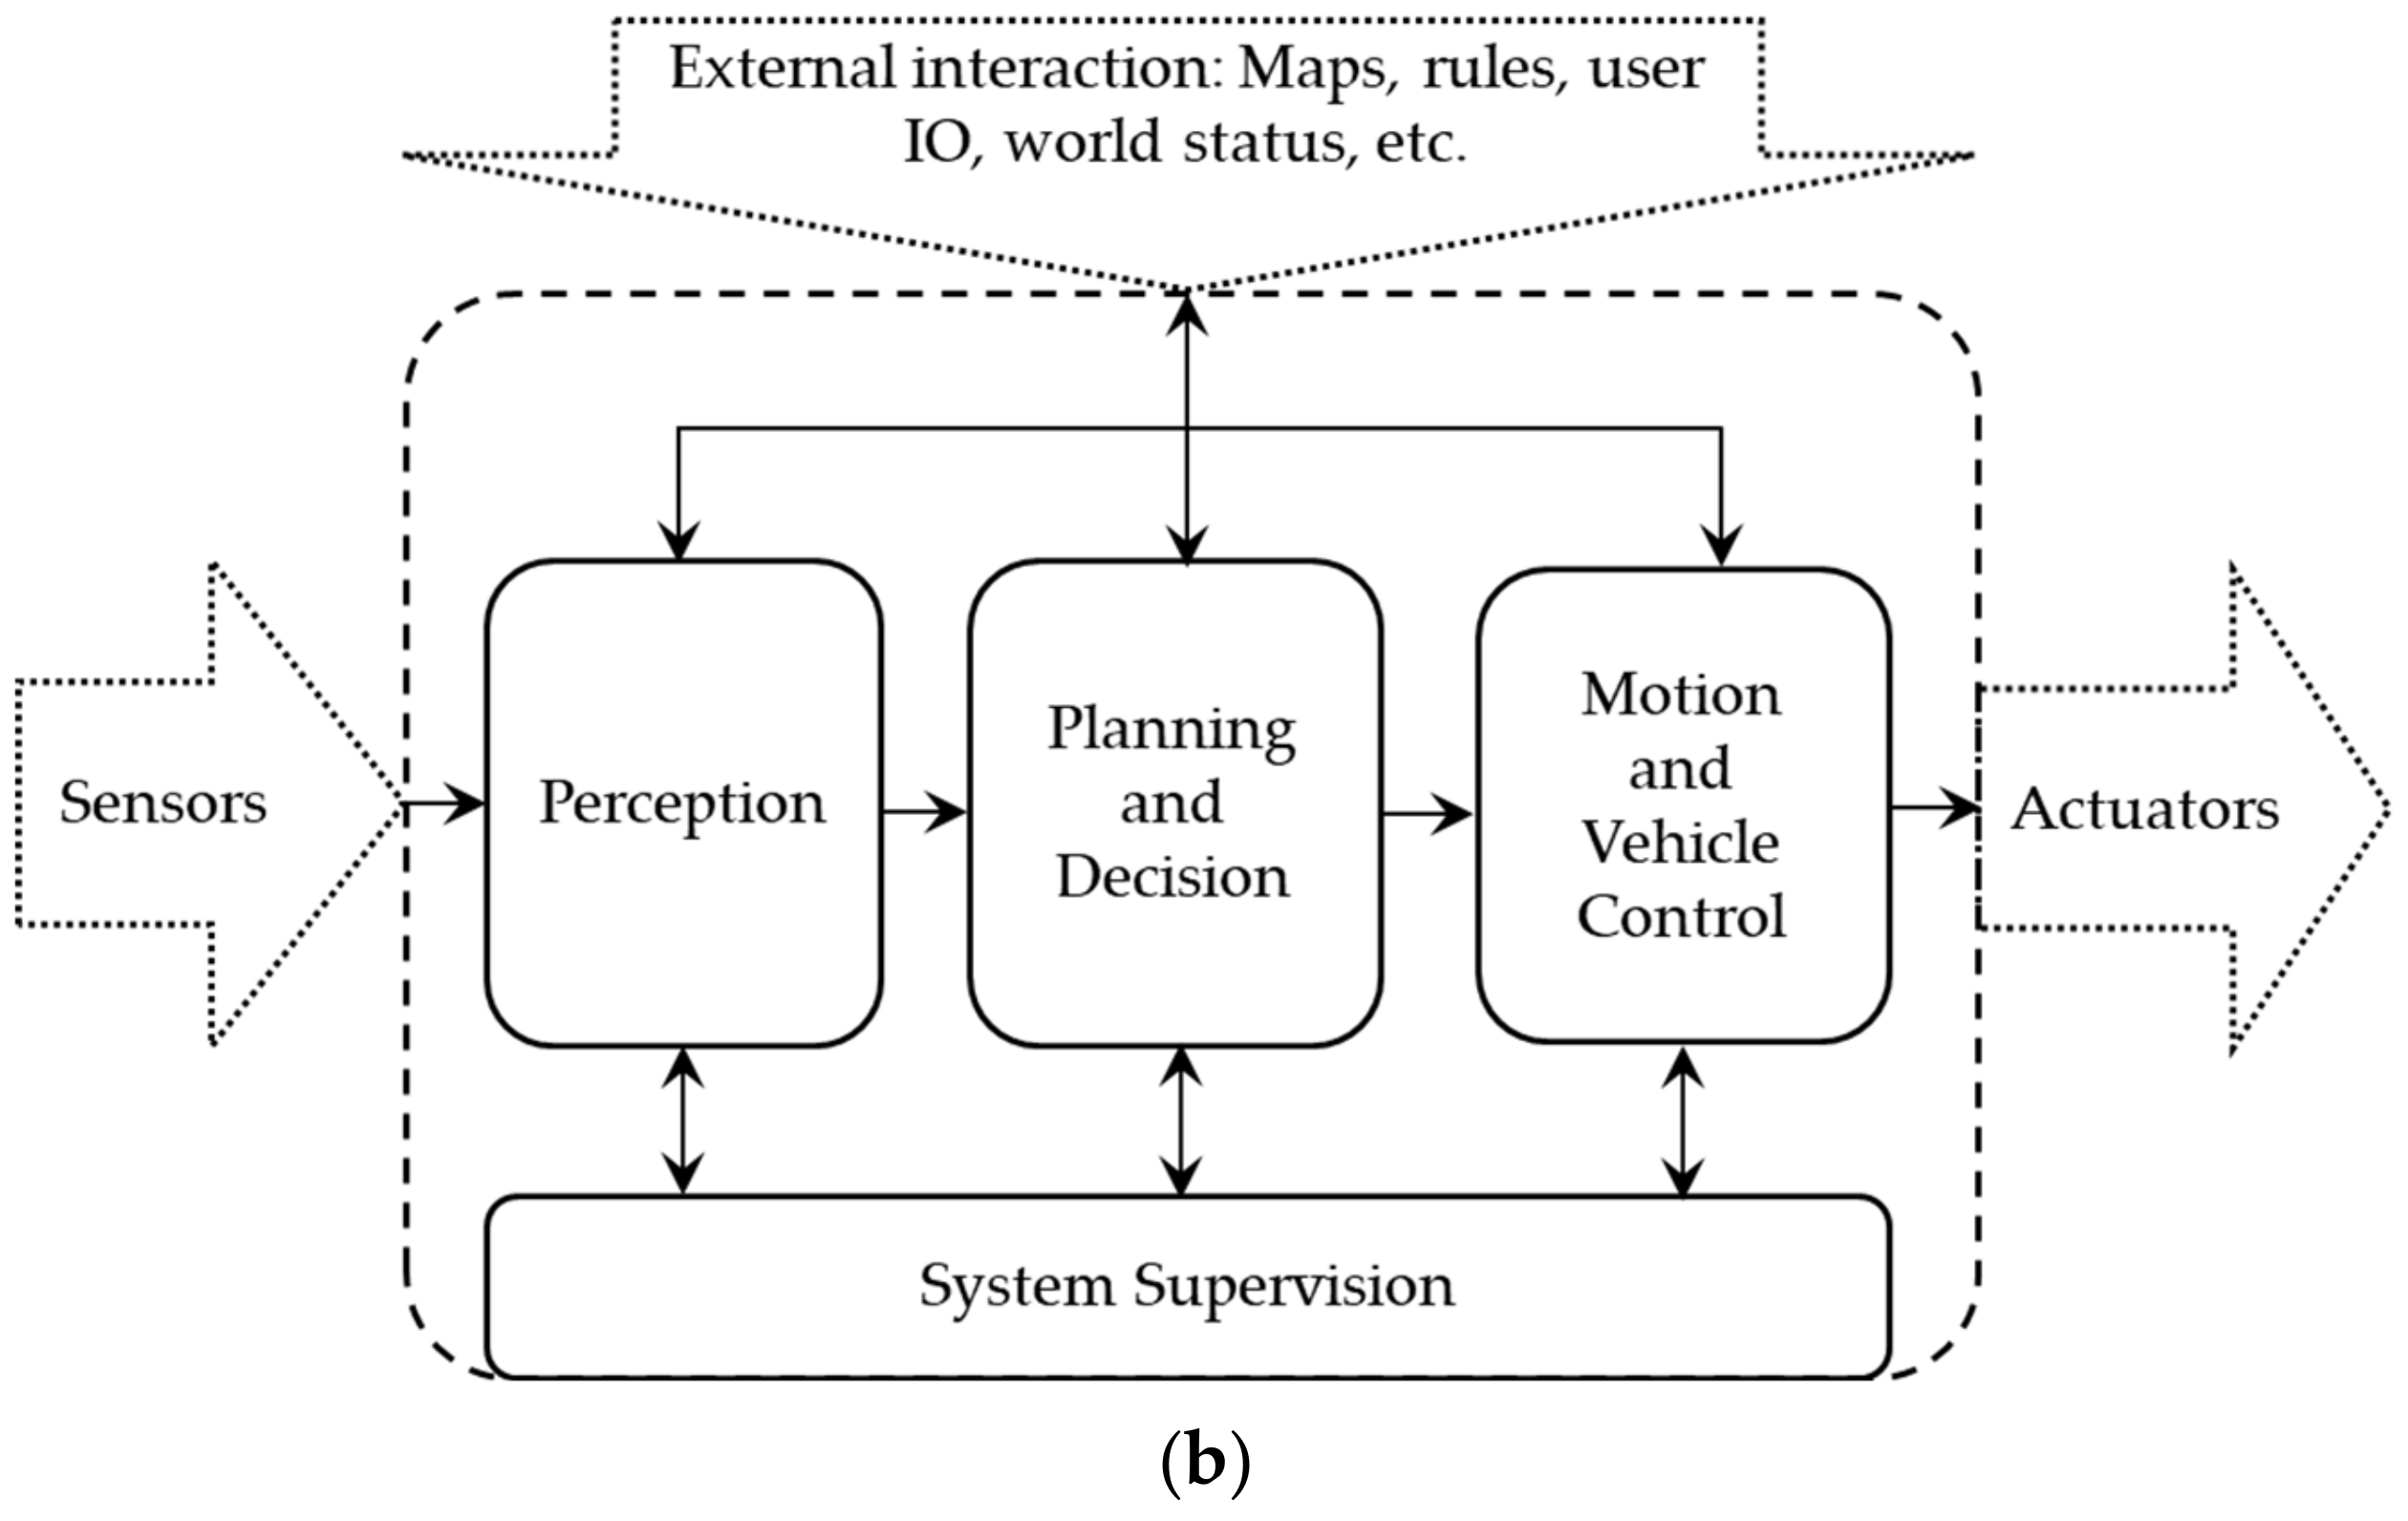 External interaction: Maps, rules, user
IO, world status, etc.
Sensors
Perception
Planning
and
Decision
Motion
and
Vehicle
Control
Actuators
System Supervision
(b)